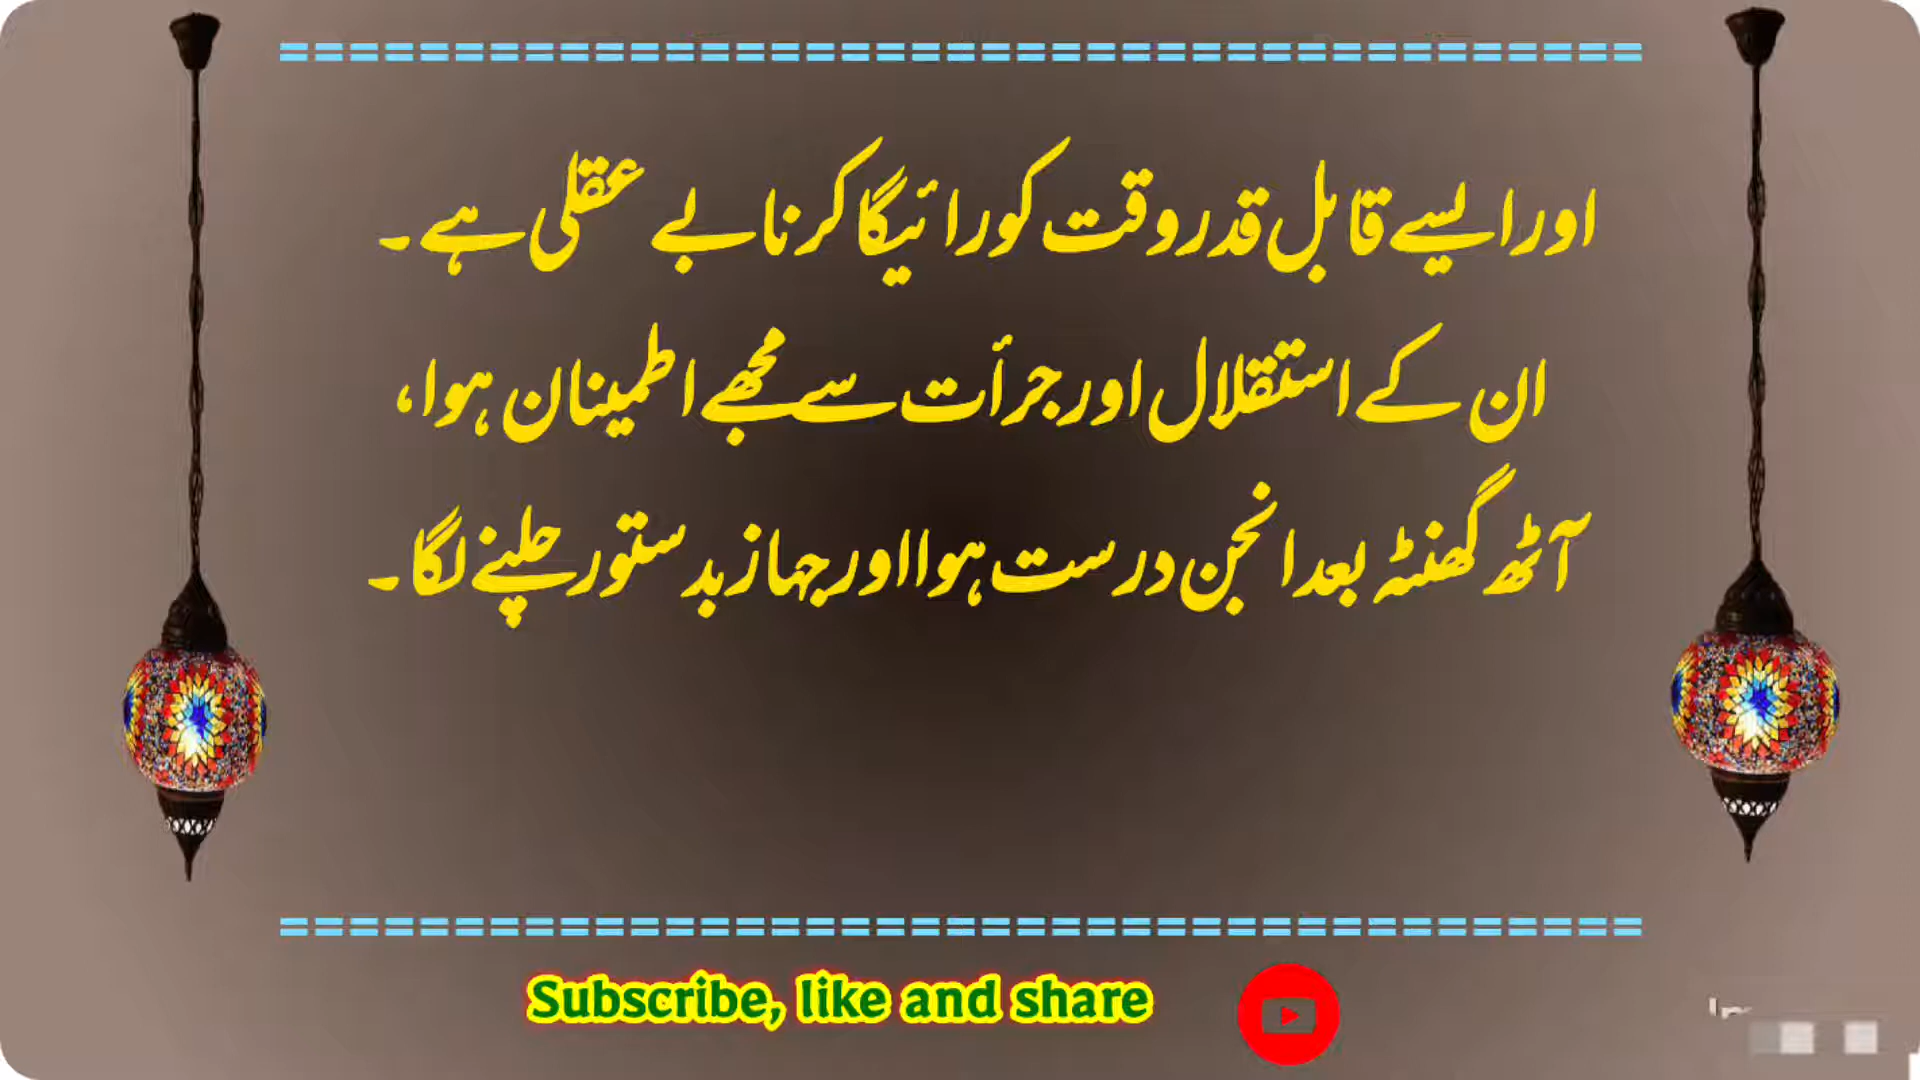 اور ایسے قابل قدر وقت کو رائیگا کرنا بے عقلی ہے۔
ان کے استقلال اور جرأت سے مجھے اطمینان ہوا،
آٹھ گھنٹہ بعد انجن درست ہوا اور جہاز بدستور چلنے لگا۔
Subscribe, like and share